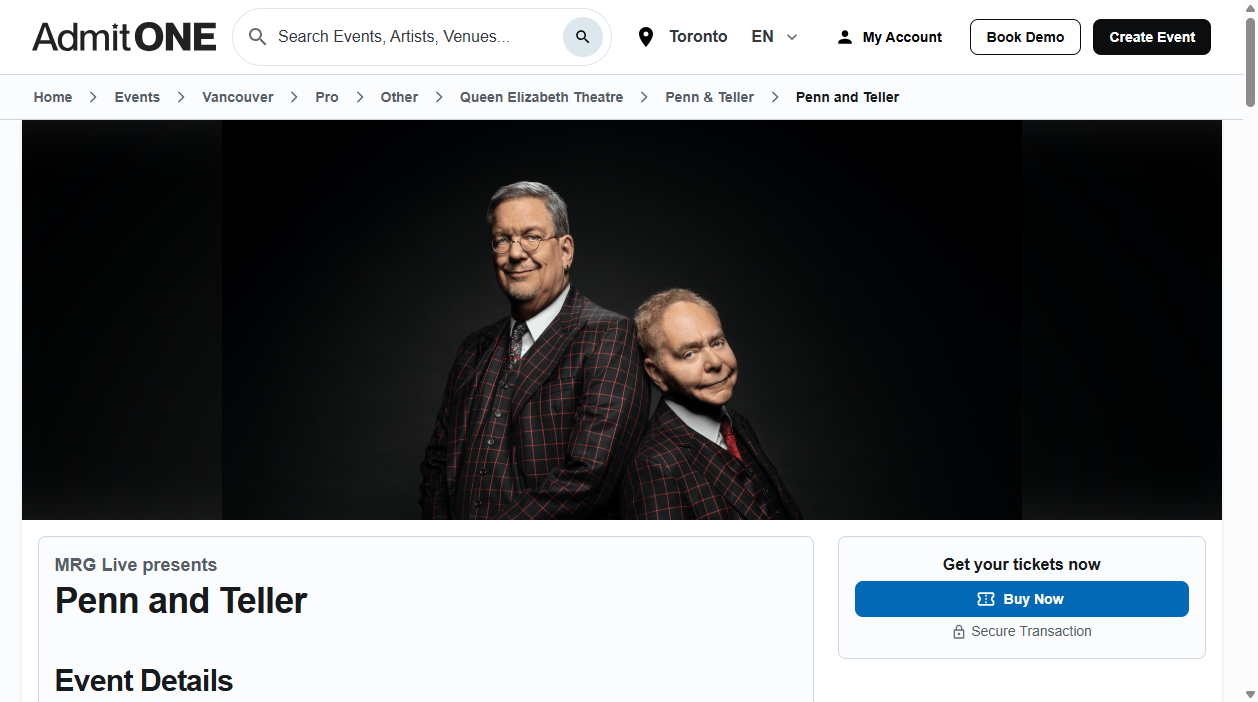 AdmitONE
Search Events, Artists, Venues...
Toronto
EN
My Account
Book Demo
Create Event
Home
Events
Vancouver
Pro
Other
Queen Elizabeth Theatre
Penn & Teller
Penn and Teller
MRG Live presents
Penn and Teller
Event Details
Get your tickets now
Buy Now
Secure Transaction